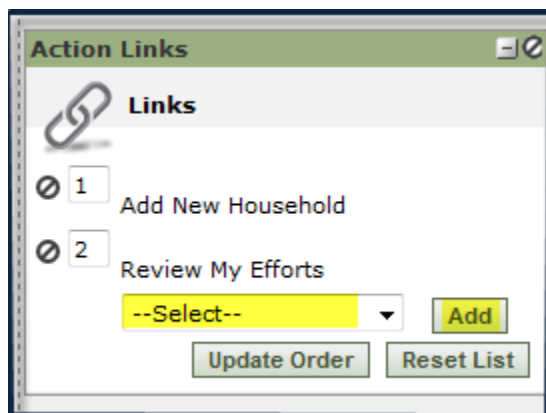 Action Links
Links
1
Add New Household
2
Review My Efforts
--Select-- Add
Update Order Reset List